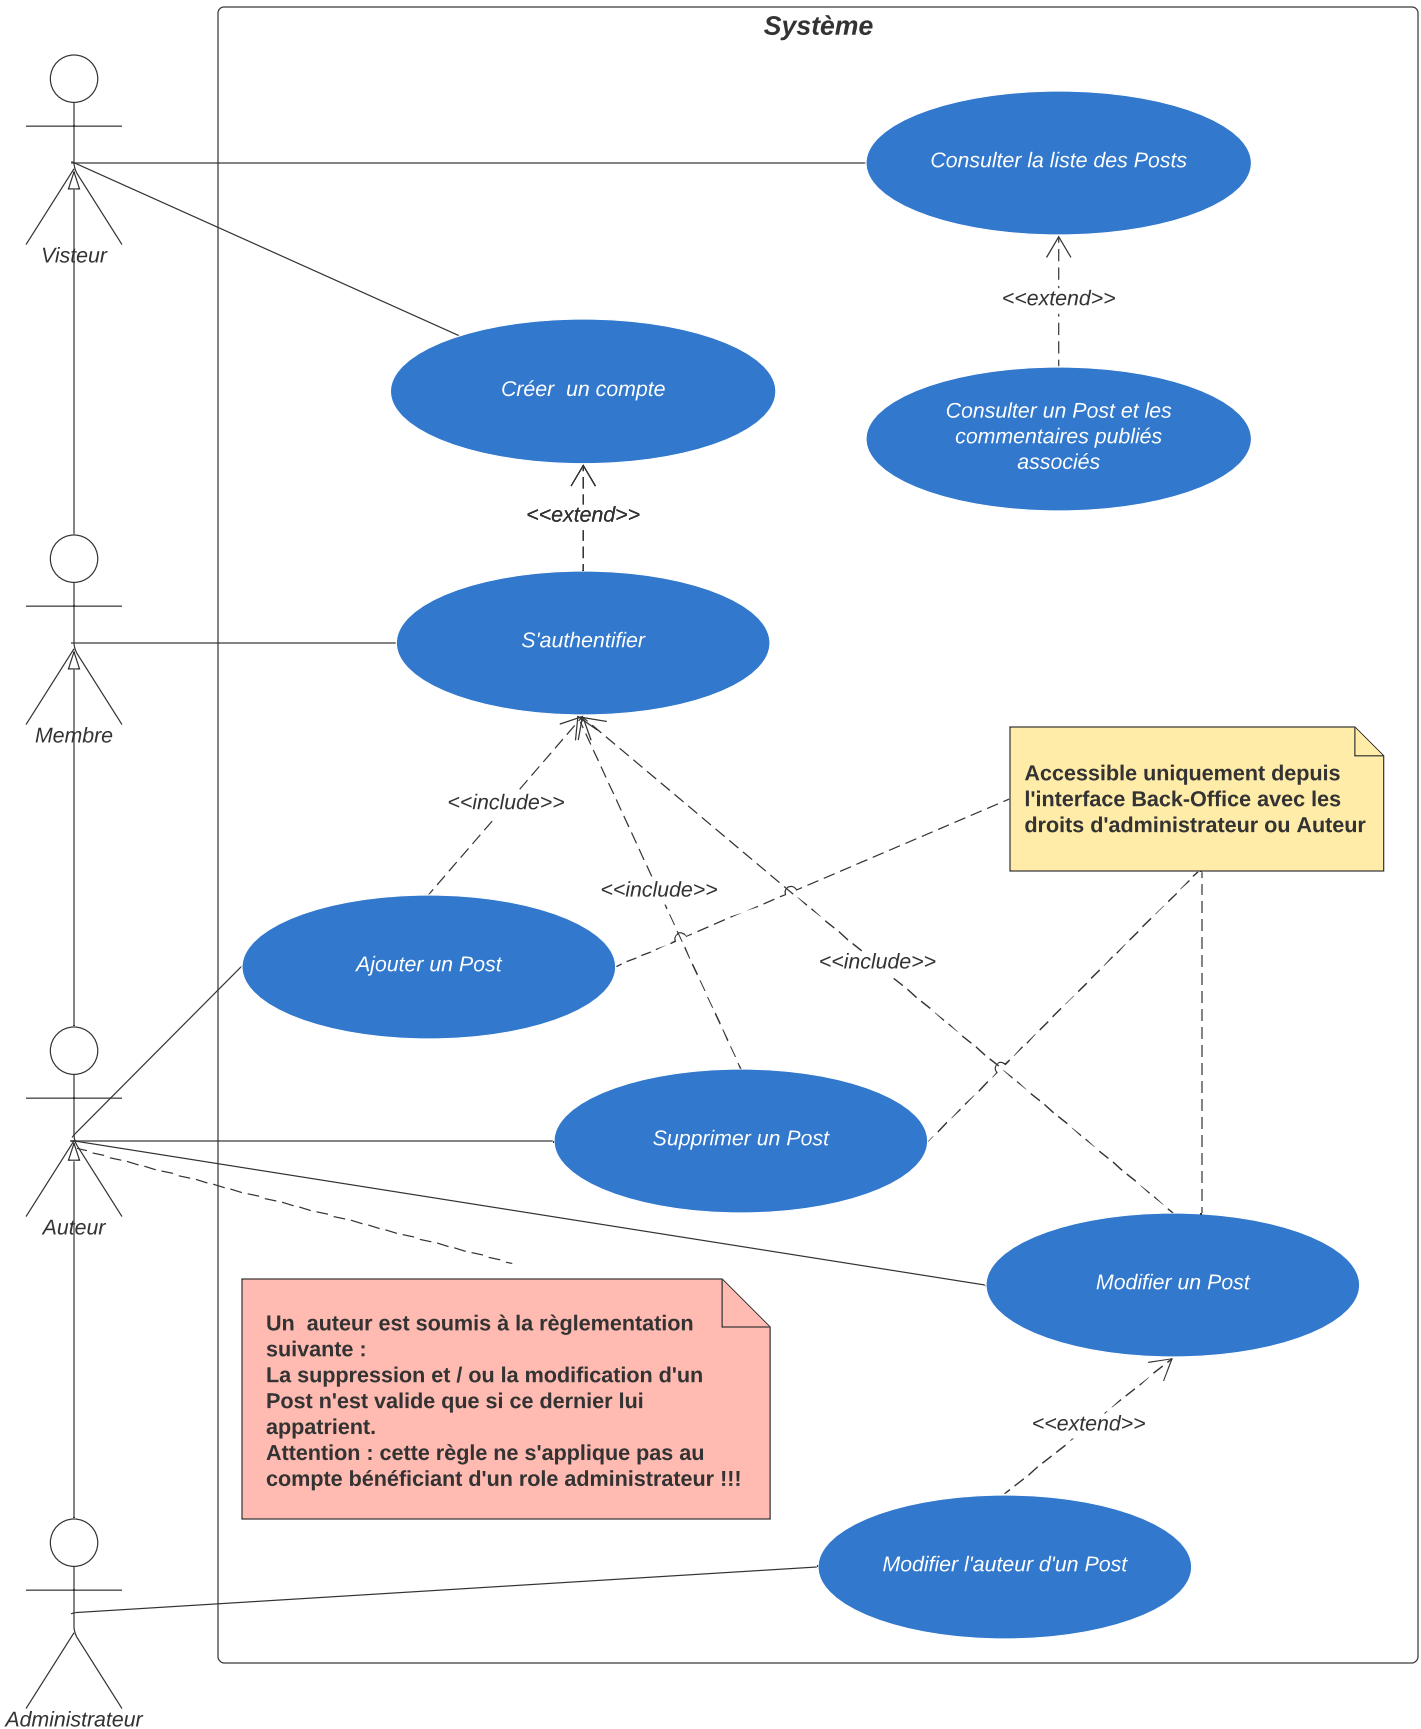 Système
Consulter la liste des Posts
Visteur
<<extend>>
Créer  un compte
Consulter un Post et les
commentaires publiés
associés
<<extend>>
S'authentifier
Membre
Accessible uniquement depuis
l'interface Back-Office avec les
droits d'administrateur ou Auteur
<<include>>
<<include>>
<<include>>
Ajouter un Post
Supprimer un Post
Auteur
Modifier un Post
Un  auteur est soumis à la règlementation
suivante :
La suppression et / ou la modification d'un
Post n'est valide que si ce dernier lui
appatrient.
Attention : cette règle ne s'applique pas au
compte bénéficiant d'un role administrateur !!!
<<extend>>
Modifier l'auteur d'un Post
Administrateur